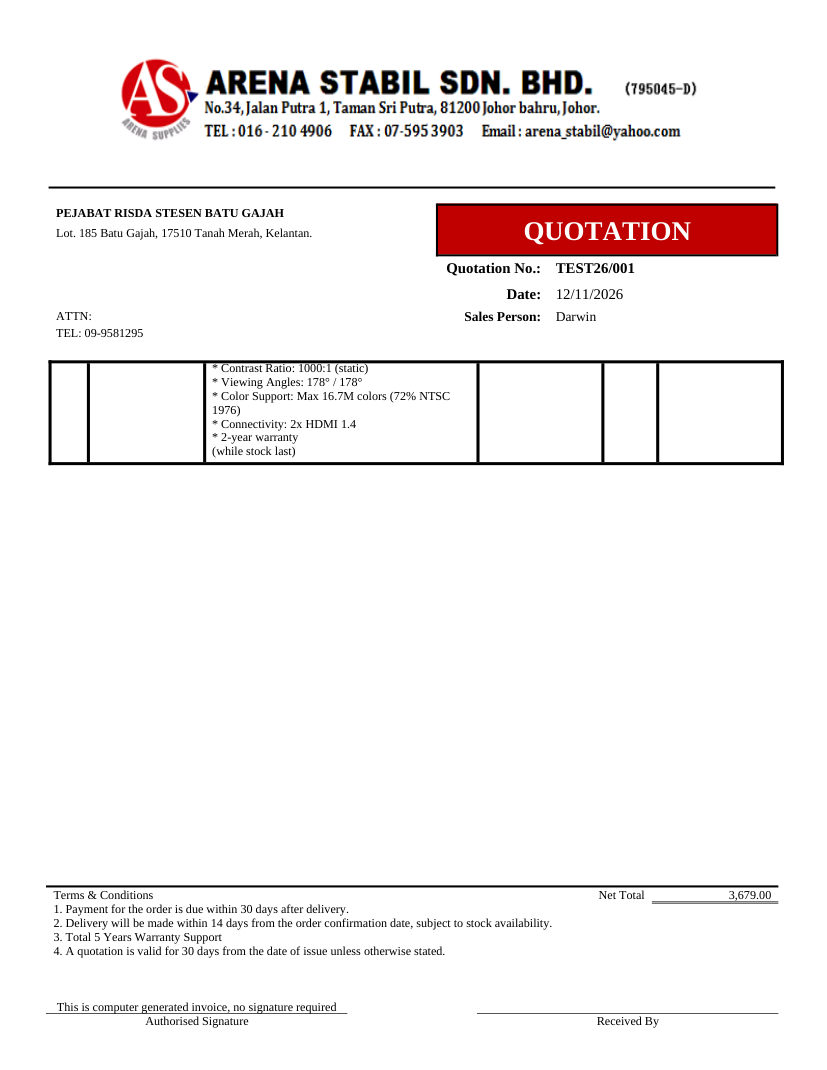 AS
ARENA SUPPLIES
ARENA STABIL SDN. BHD. (795045-D)
No.34, Jalan Putra 1, Taman Sri Putra, 81200 Johor bahru, Johor.
TEL : 016 - 210 4906 FAX : 07-595 3903 Email : arena_stabil@yahoo.com
PEJABAT RISDA STESEN BATU GAJAH
Lot. 185 Batu Gajah, 17510 Tanah Merah, Kelantan.
QUOTATION
Quotation No.: TEST26/001
Date: 12/11/2026
ATTN:
Sales Person: Darwin
TEL: 09-9581295
* Contrast Ratio: 1000:1 (static)
* Viewing Angles: 178° / 178°
* Color Support: Max 16.7M colors (72% NTSC
1976)
* Connectivity: 2x HDMI 1.4
* 2-year warranty
(while stock last)
Terms & Conditions
Net Total 3,679.00
1. Payment for the order is due within 30 days after delivery.
2. Delivery will be made within 14 days from the order confirmation date, subject to stock availability.
3. Total 5 Years Warranty Support
4. A quotation is valid for 30 days from the date of issue unless otherwise stated.
This is computer generated invoice, no signature required
Authorised Signature
Received By